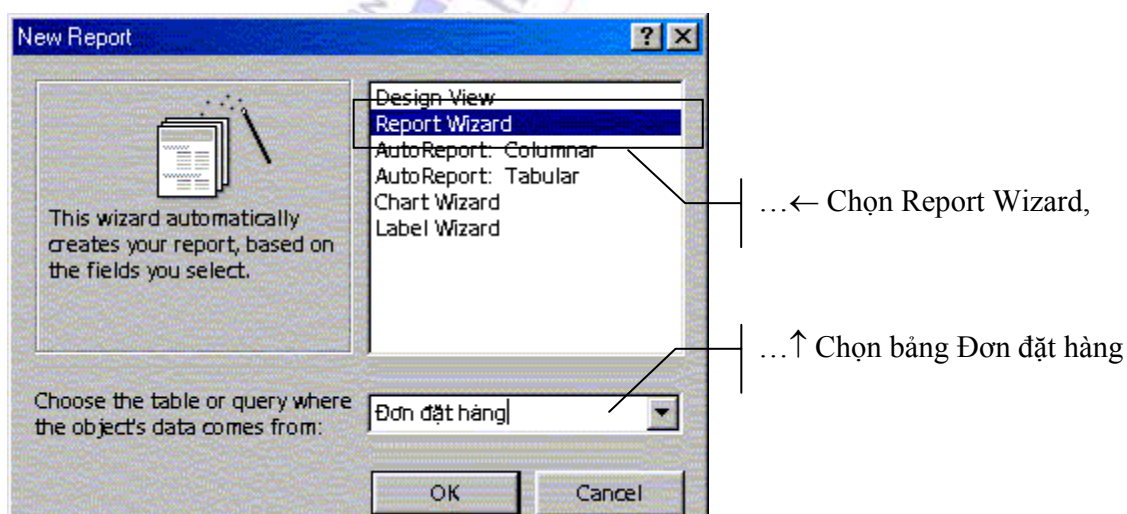 New Report
Design View
Report Wizard
AutoReport: Columnar
AutoReport: Tabular
Chart Wizard
Label Wizard
This wizard automatically
creates your report, based on
the fields you select.
…← Chọn Report Wizard,
…↑ Chọn bảng Đơn đặt hàng
Choose the table or query where
the object's data comes from:
Đơn đặt hàng
OK
Cancel